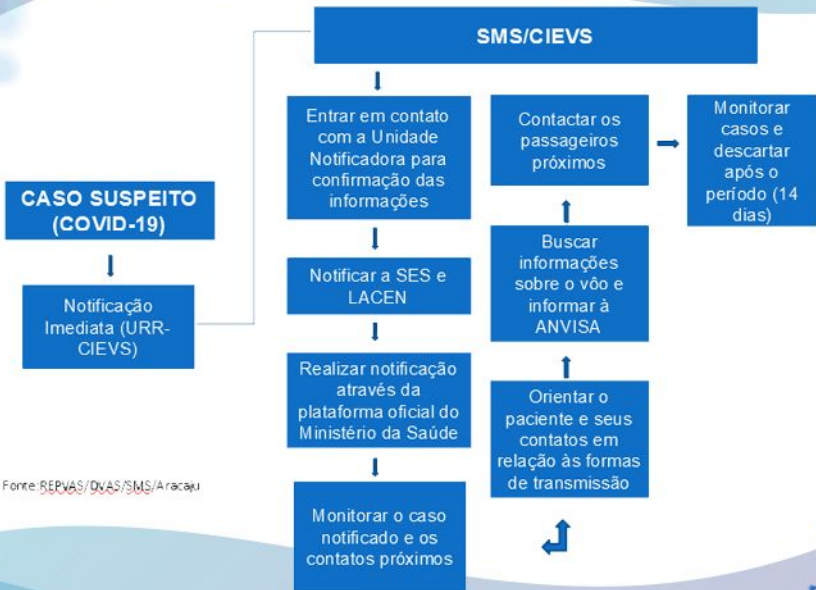 SMS/CIEVS
CASO SUSPEITO
(COVID-19)
Notificação
Imediata (URR-
CIEVS)
Entrar em contato
com a Unidade
Notificadora para
confirmação das
informações
Notificar a SES e
LACEN
Realizar notificação
através da
plataforma oficial do
Ministério da Saúde
Monitorar o caso
notificado e os
contatos próximos
Orientar o
paciente e seus
contatos em
relação às formas
de transmissão
Buscar
informações
sobre o vôo e
informar à
ANVISA
Contactar os
passageiros
próximos
Monitorar
casos e
descartar
após o
período (14
dias)
Fonte:REPVAS/DVAS/SMS/Aracaju